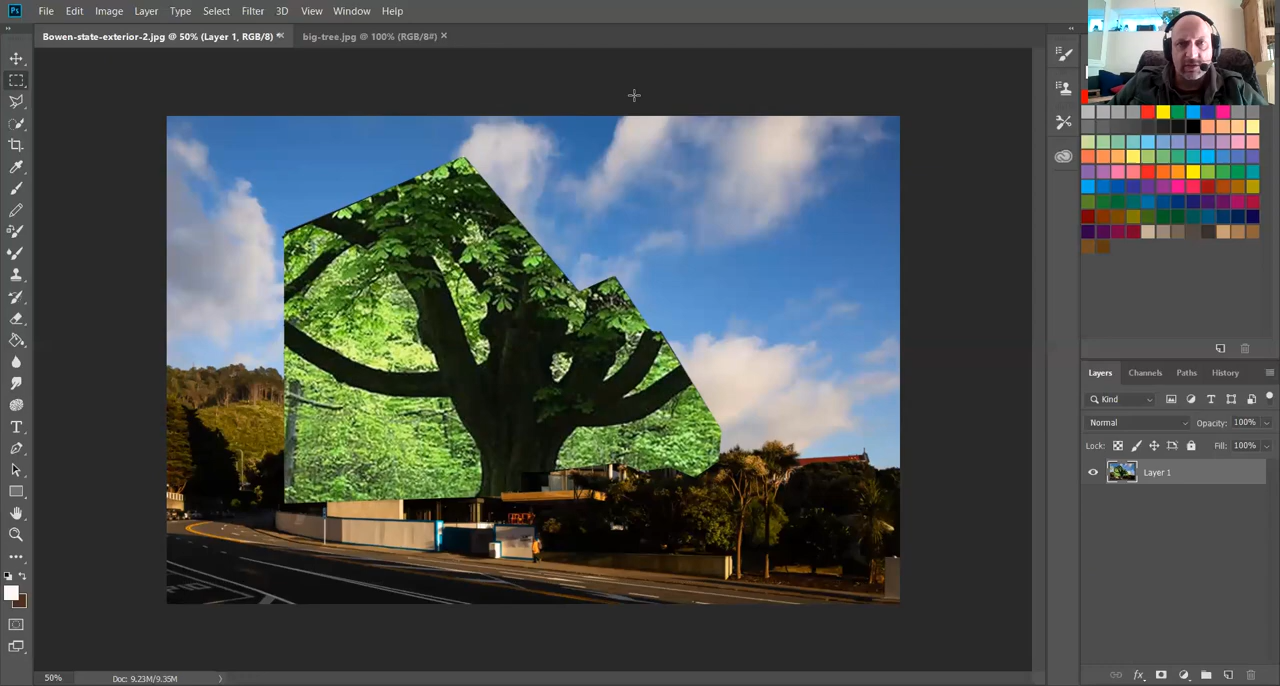 Ps File Edit Image Layer Type Select Filter 3D View Window Help
Bowen-state-exterior-2.jpg @ 50% (Layer 1, RGB/8) * big-tree.jpg @ 100% (RGB/8#) ×
Layers Channels Paths History
Kind
Normal Opacity: 100%
Lock: Fill: 100%
Layer 1
fx
50% Doc: 9.23M/9.35M